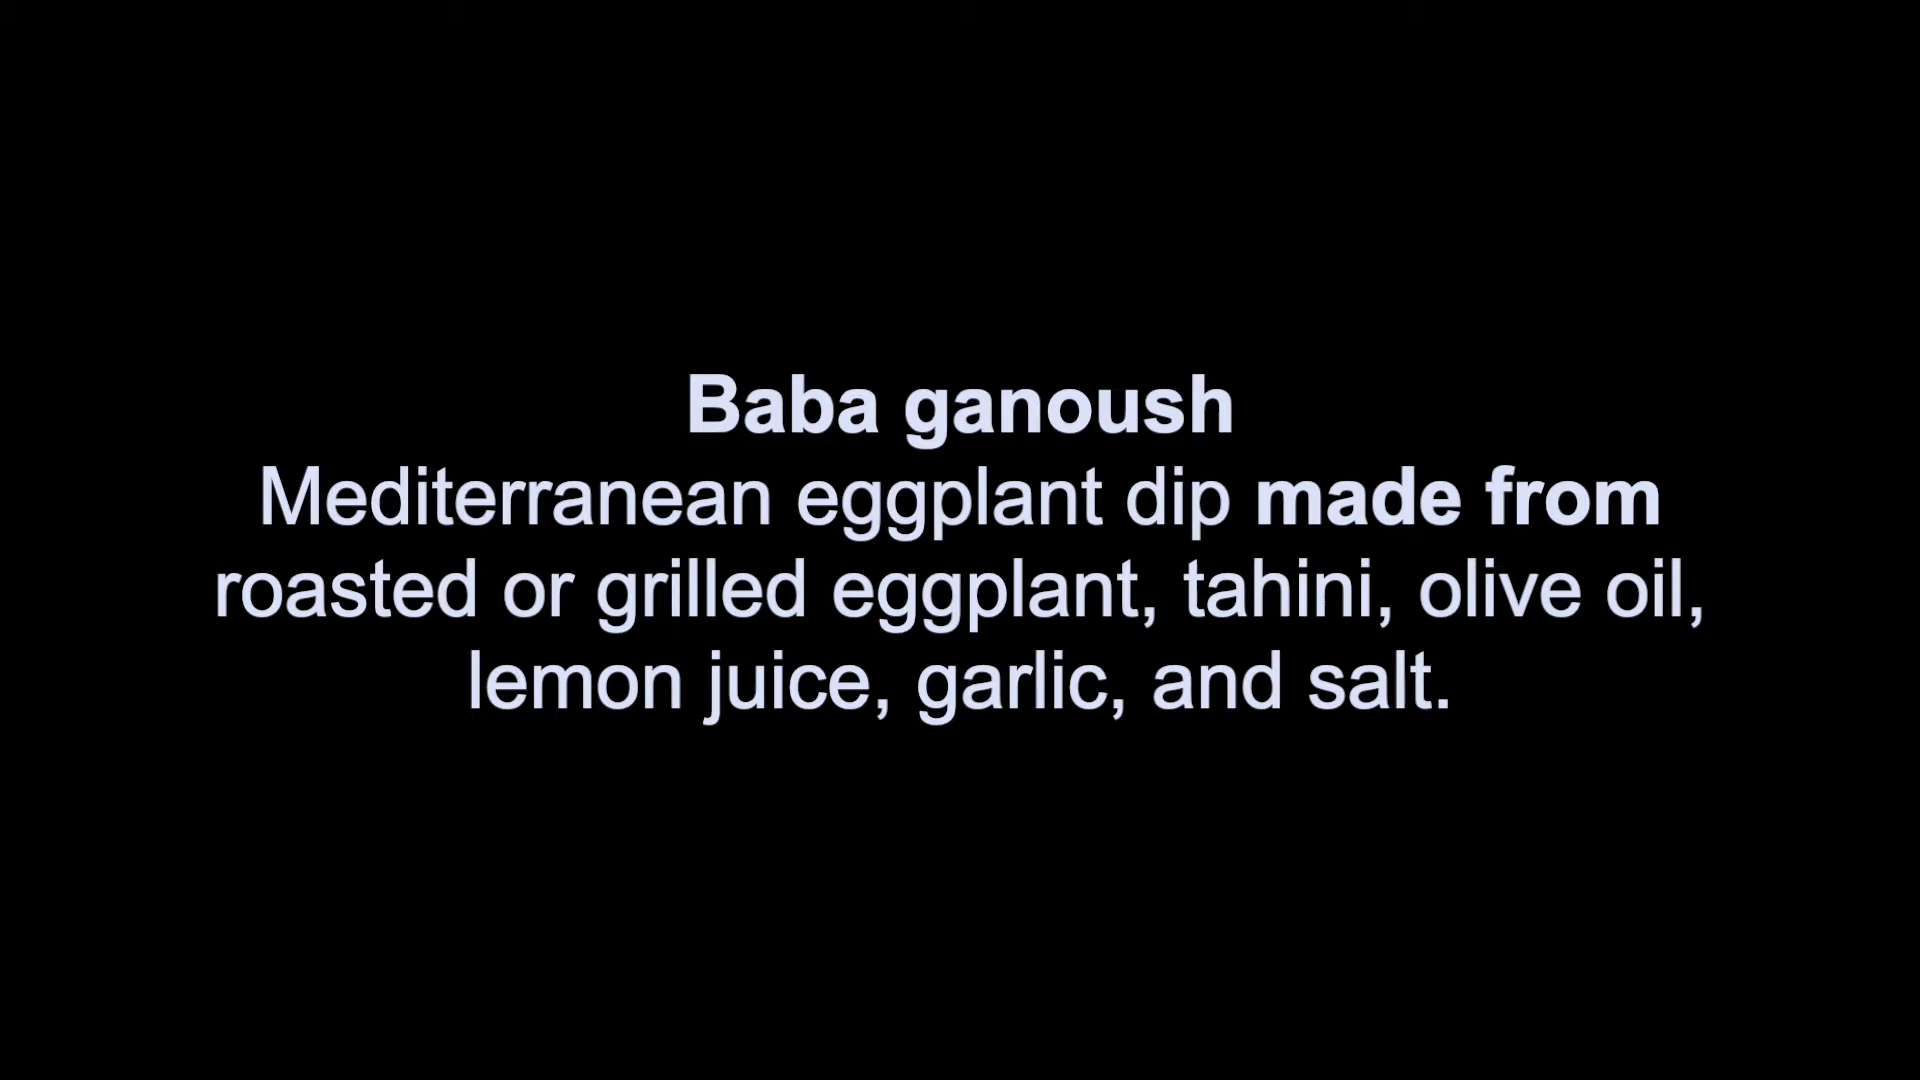 Baba ganoush
Mediterranean eggplant dip made from
roasted or grilled eggplant, tahini, olive oil,
lemon juice, garlic, and salt.